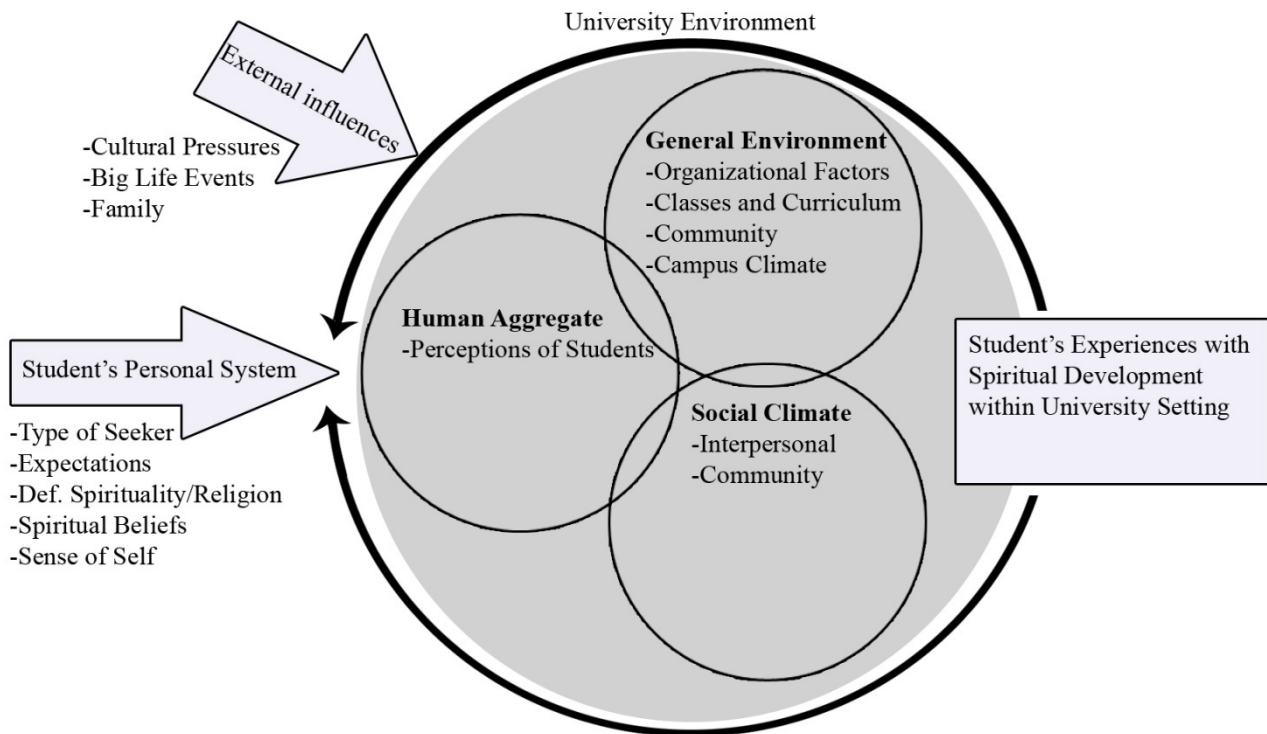 University Environment
External influences
-Cultural Pressures
-Big Life Events
-Family
General Environment
-Organizational Factors
-Classes and Curriculum
-Community
-Campus Climate
Human Aggregate
-Perceptions of Students
Student’s Personal System
-Type of Seeker
-Expectations
-Def. Spirituality/Religion
-Spiritual Beliefs
-Sense of Self
Social Climate
-Interpersonal
-Community
Student’s Experiences with
Spiritual Development
within University Setting